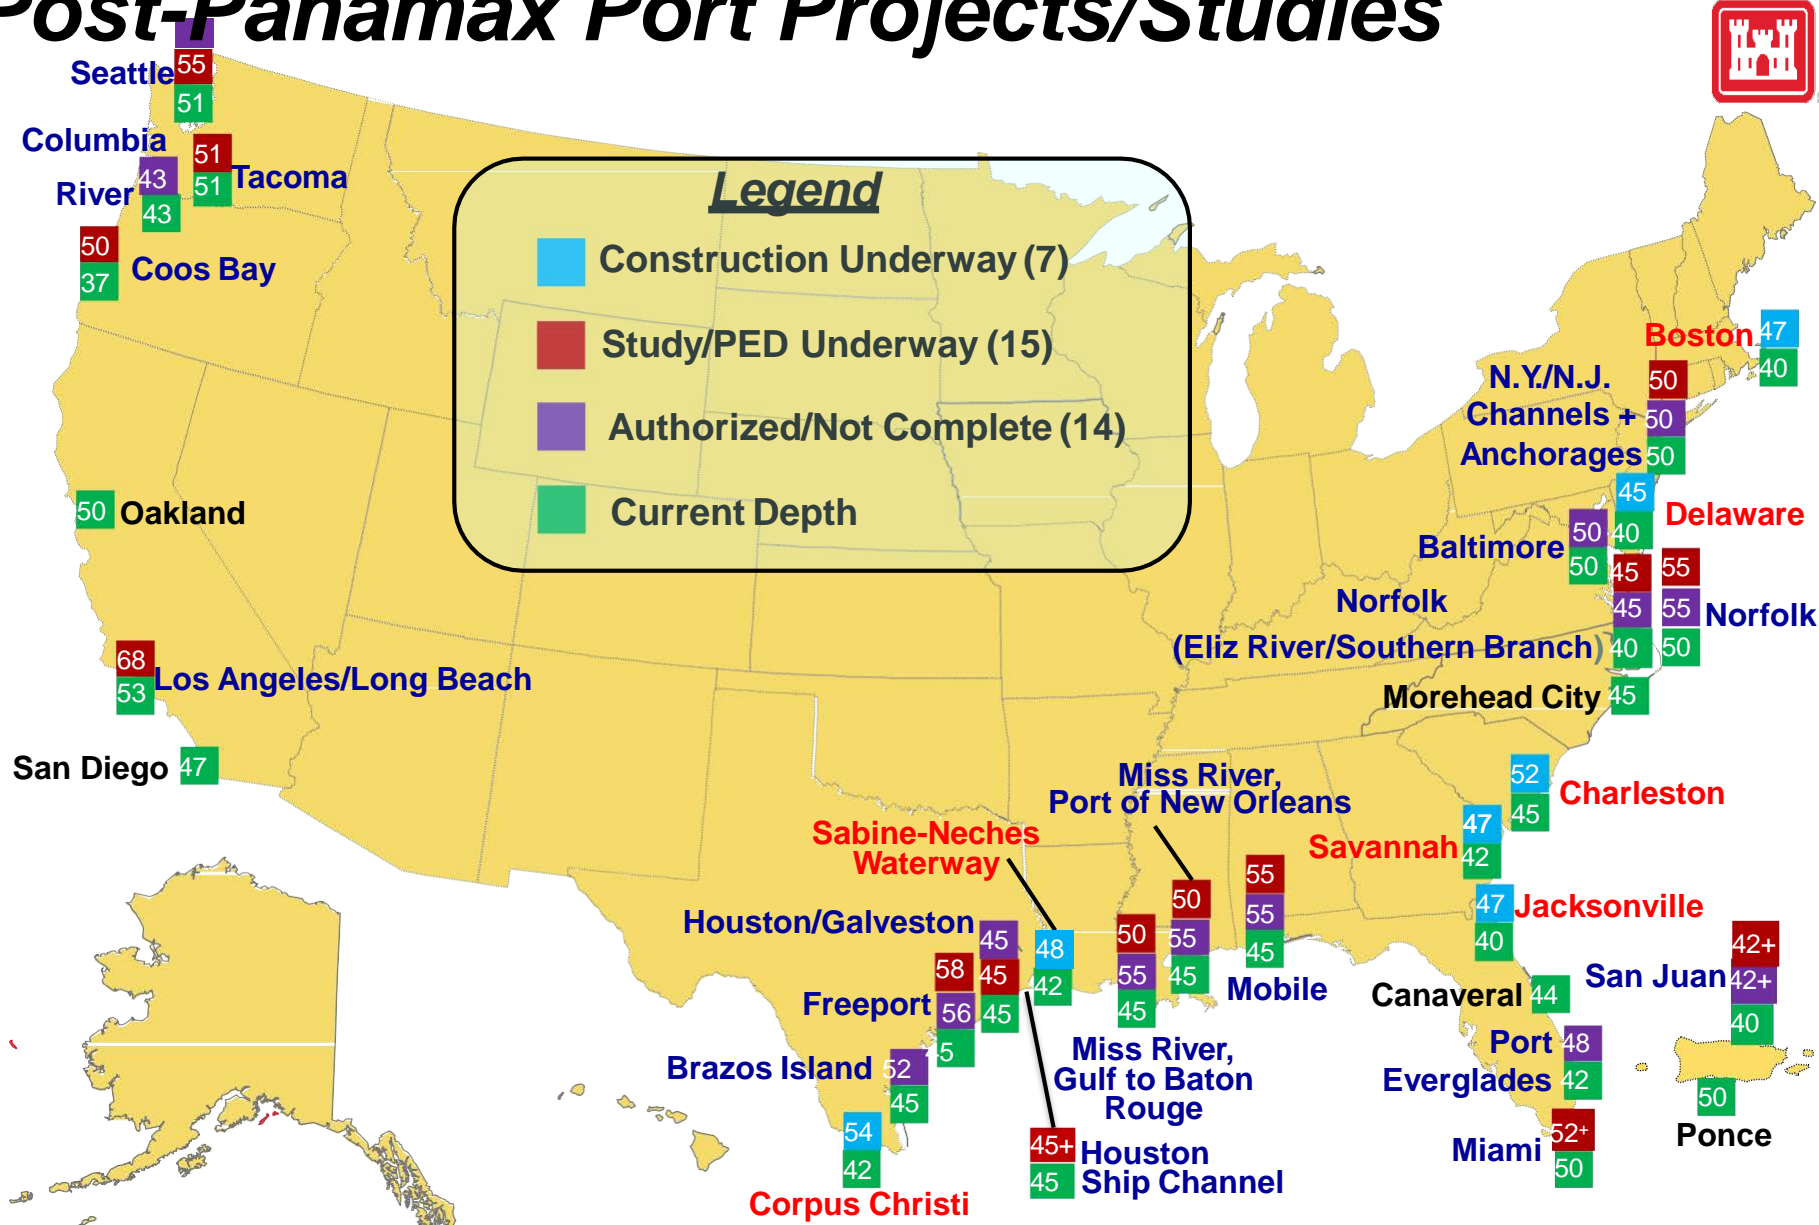 Post-Panamax Port Projects/Studies
Seattle
55
51
Columbia
River
43
43
51
51
Tacoma
50
37
Coos Bay
Legend
Construction Underway (7)
Study/PED Underway (15)
Authorized/Not Complete (14)
Current Depth
Boston
47
40
N.Y./N.J.
Channels +
Anchorages
50
50
50
45
40
Delaware
Baltimore
50
50
Norfolk
(Eliz River/Southern Branch)
45
45
40
55
55
50
Norfolk
Morehead City
45
50
Oakland
68
53
Los Angeles/Long Beach
San Diego
47
Miss River,
Port of New Orleans
50
55
45
52
45
Charleston
Savannah
47
42
Sabine-Neches
Waterway
48
42
55
55
45
Mobile
47
40
Jacksonville
Houston/Galveston
45
45
45
50
55
45
Miss River,
Gulf to Baton
Rouge
Freeport
58
56
45
Canaveral
44
San Juan
42+
42+
40
Brazos Island
52
45
Port
Everglades
48
42
50
Ponce
54
42
Corpus Christi
45+
45
Houston
Ship Channel
Miami
52+
50